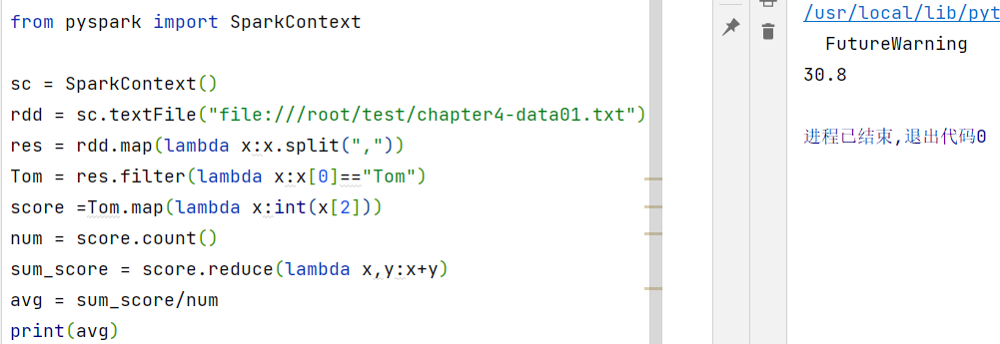 from pyspark import SparkContext
sc = SparkContext()
rdd = sc.textFile("file:///root/test/chapter4-data01.txt")
res = rdd.map(lambda x:x.split(","))
Tom = res.filter(lambda x:x[0]=="Tom")
score =Tom.map(lambda x:int(x[2]))
num = score.count()
sum_score = score.reduce(lambda x,y:x+y)
avg = sum_score/num
print(avg)
/usr/local/lib/pyt
FutureWarning
30.8
进程已结束,退出代码0